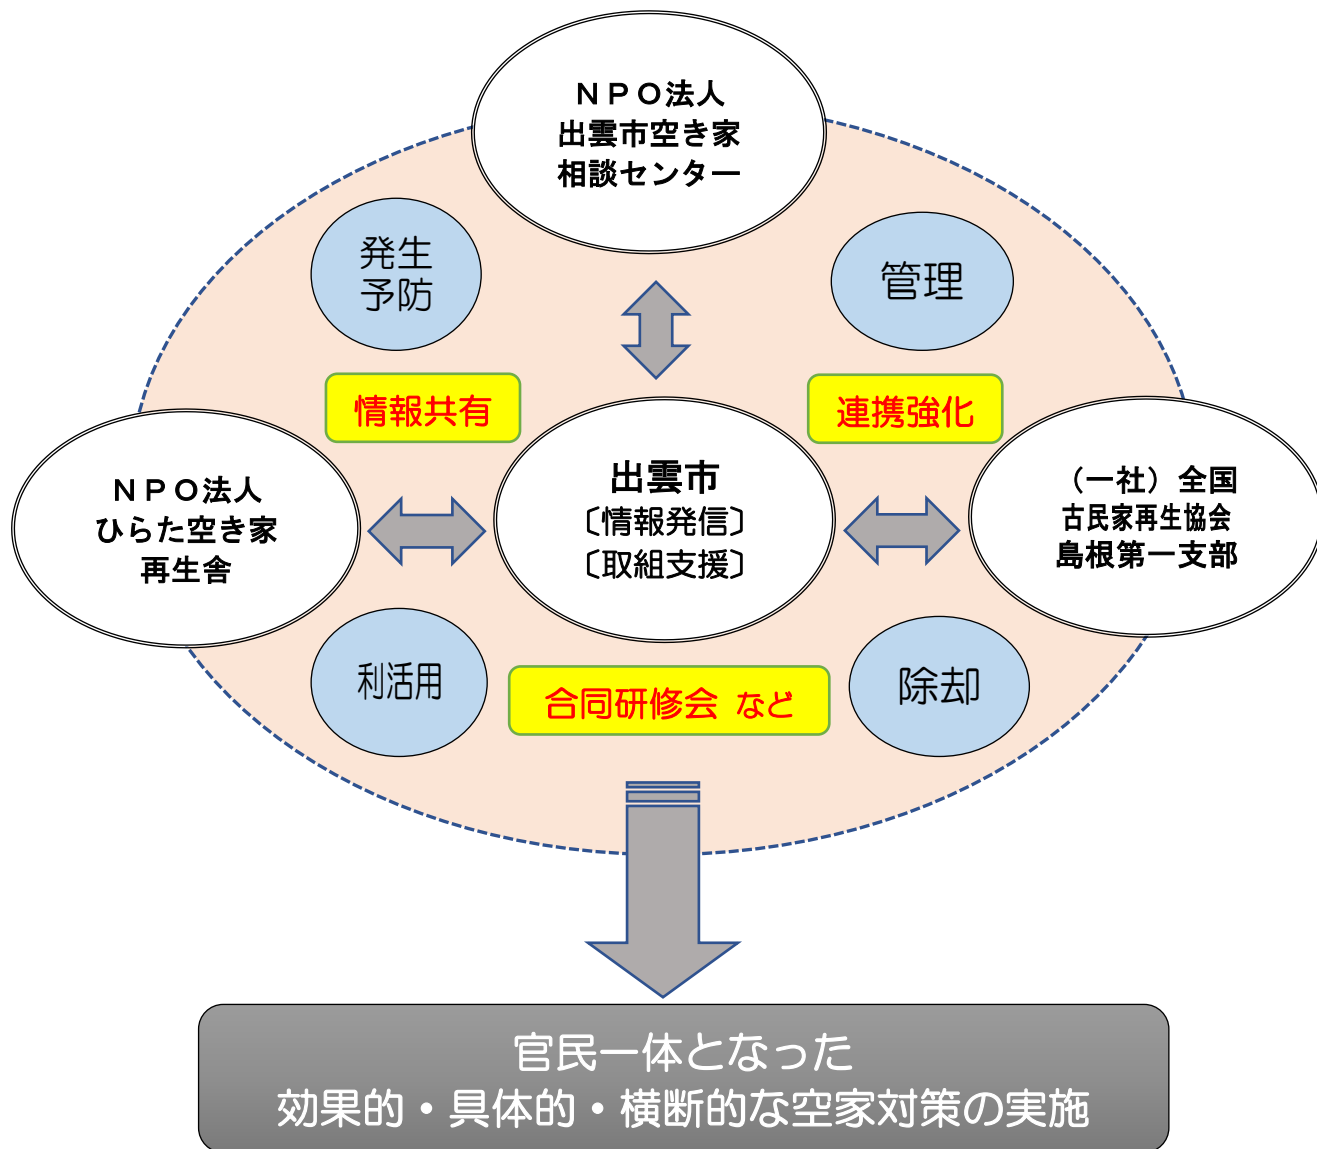 ＮＰＯ法人
出雲市空き家
相談センター
発生
予防
管理
情報共有
連携強化
ＮＰＯ法人
ひらた空き家
再生舎
出雲市
〔情報発信〕
〔取組支援〕
（一社）全国
古民家再生協会
島根第一支部
利活用
合同研修会 など
除却
官民一体となった
効果的・具体的・横断的な空家対策の実施